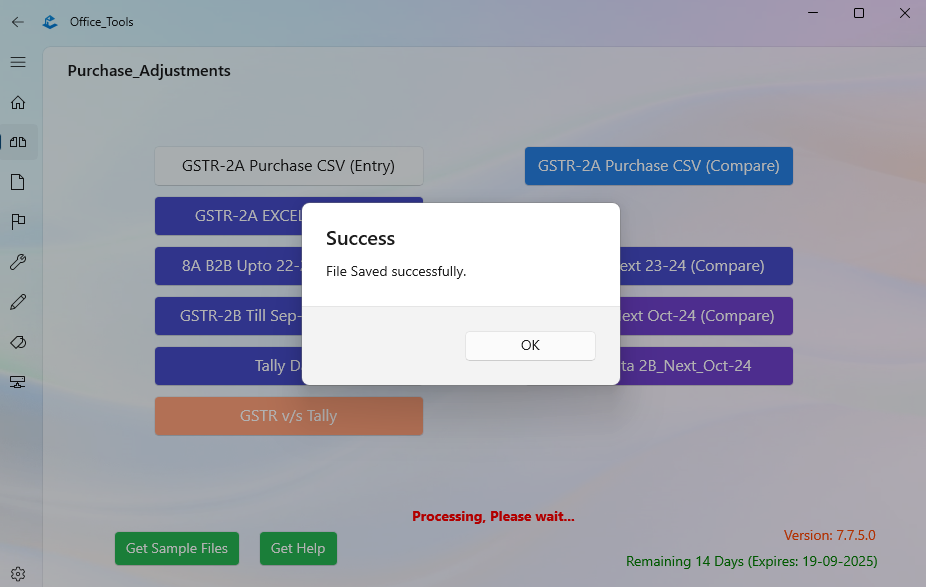 Office_Tools
Purchase_Adjustments
GSTR-2A Purchase CSV (Entry)
GSTR-2A Purchase CSV (Compare)
GSTR-2A EXCEL
Success
File Saved successfully.
8A B2B Upto 22-
ext 23-24 (Compare)
GSTR-2B Till Sep-
ext Oct-24 (Compare)
OK
Tally D
ta 2B_Next_Oct-24
GSTR v/s Tally
Processing, Please wait...
Get Sample Files
Get Help
Version: 7.7.5.0
Remaining 14 Days (Expires: 19-09-2025)